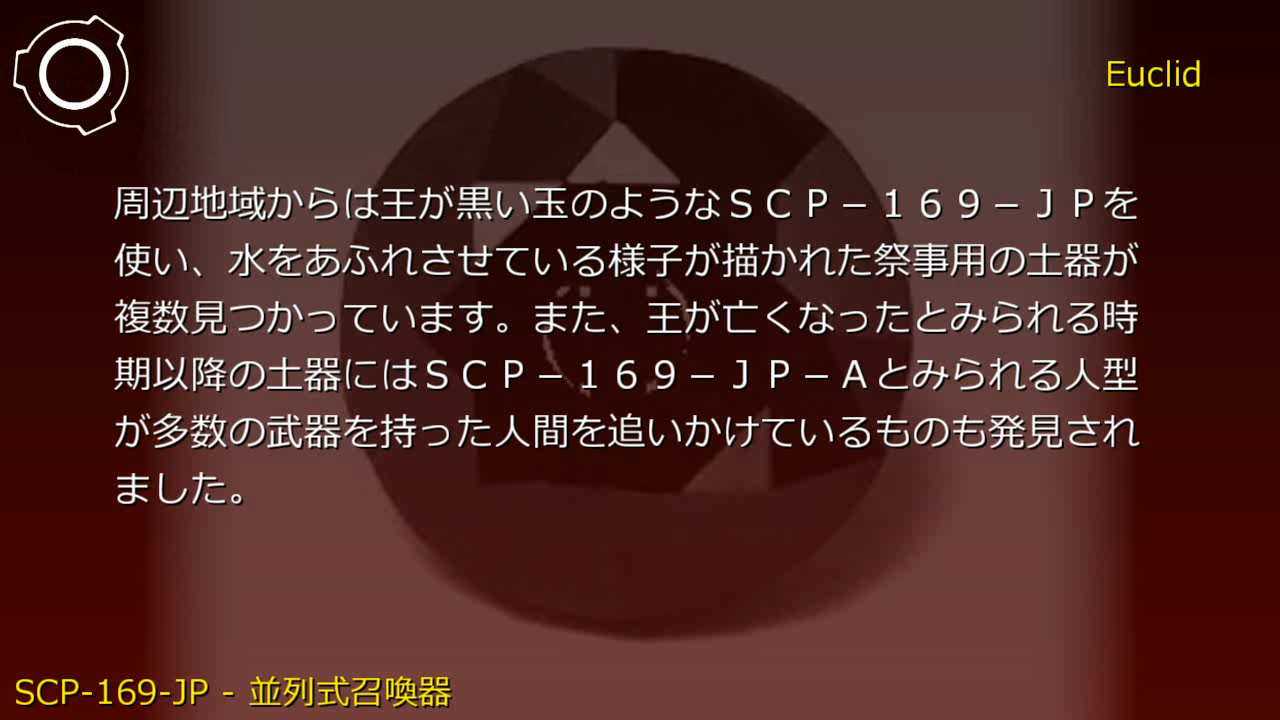 Euclid
周辺地域からは王が黒い玉のようなＳＣＰ－１６９－ＪＰを
使い、水をあふれさせている様子が描かれた祭事用の土器が
複数見つかっています。また、王が亡くなったとみられる時
期以降の土器にはＳＣＰ－１６９－ＪＰ－Ａとみられる人型
が多数の武器を持った人間を追いかけているものも発見され
ました。
SCP-169-JP - 並列式召喚器